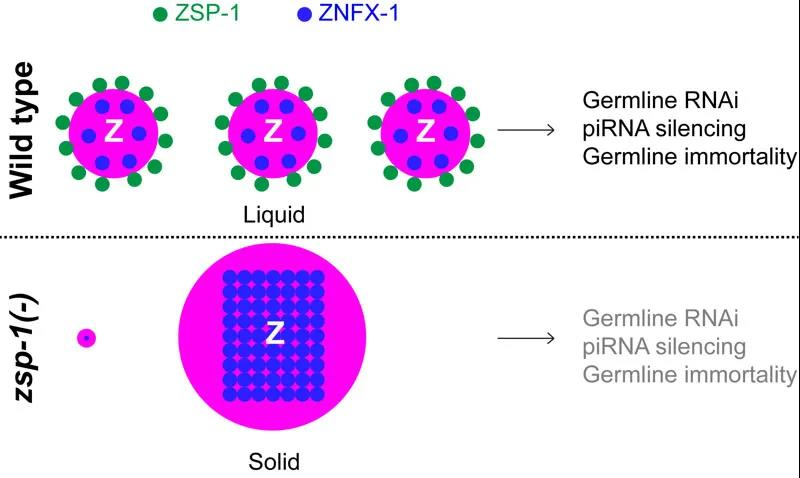 ZSP-1 ZNFX-1
Wild type
Z Z Z
Germline RNAi
piRNA silencing
Germline immortality
Liquid
zsp-1(-)
Z
Germline RNAi
piRNA silencing
Germline immortality
Solid